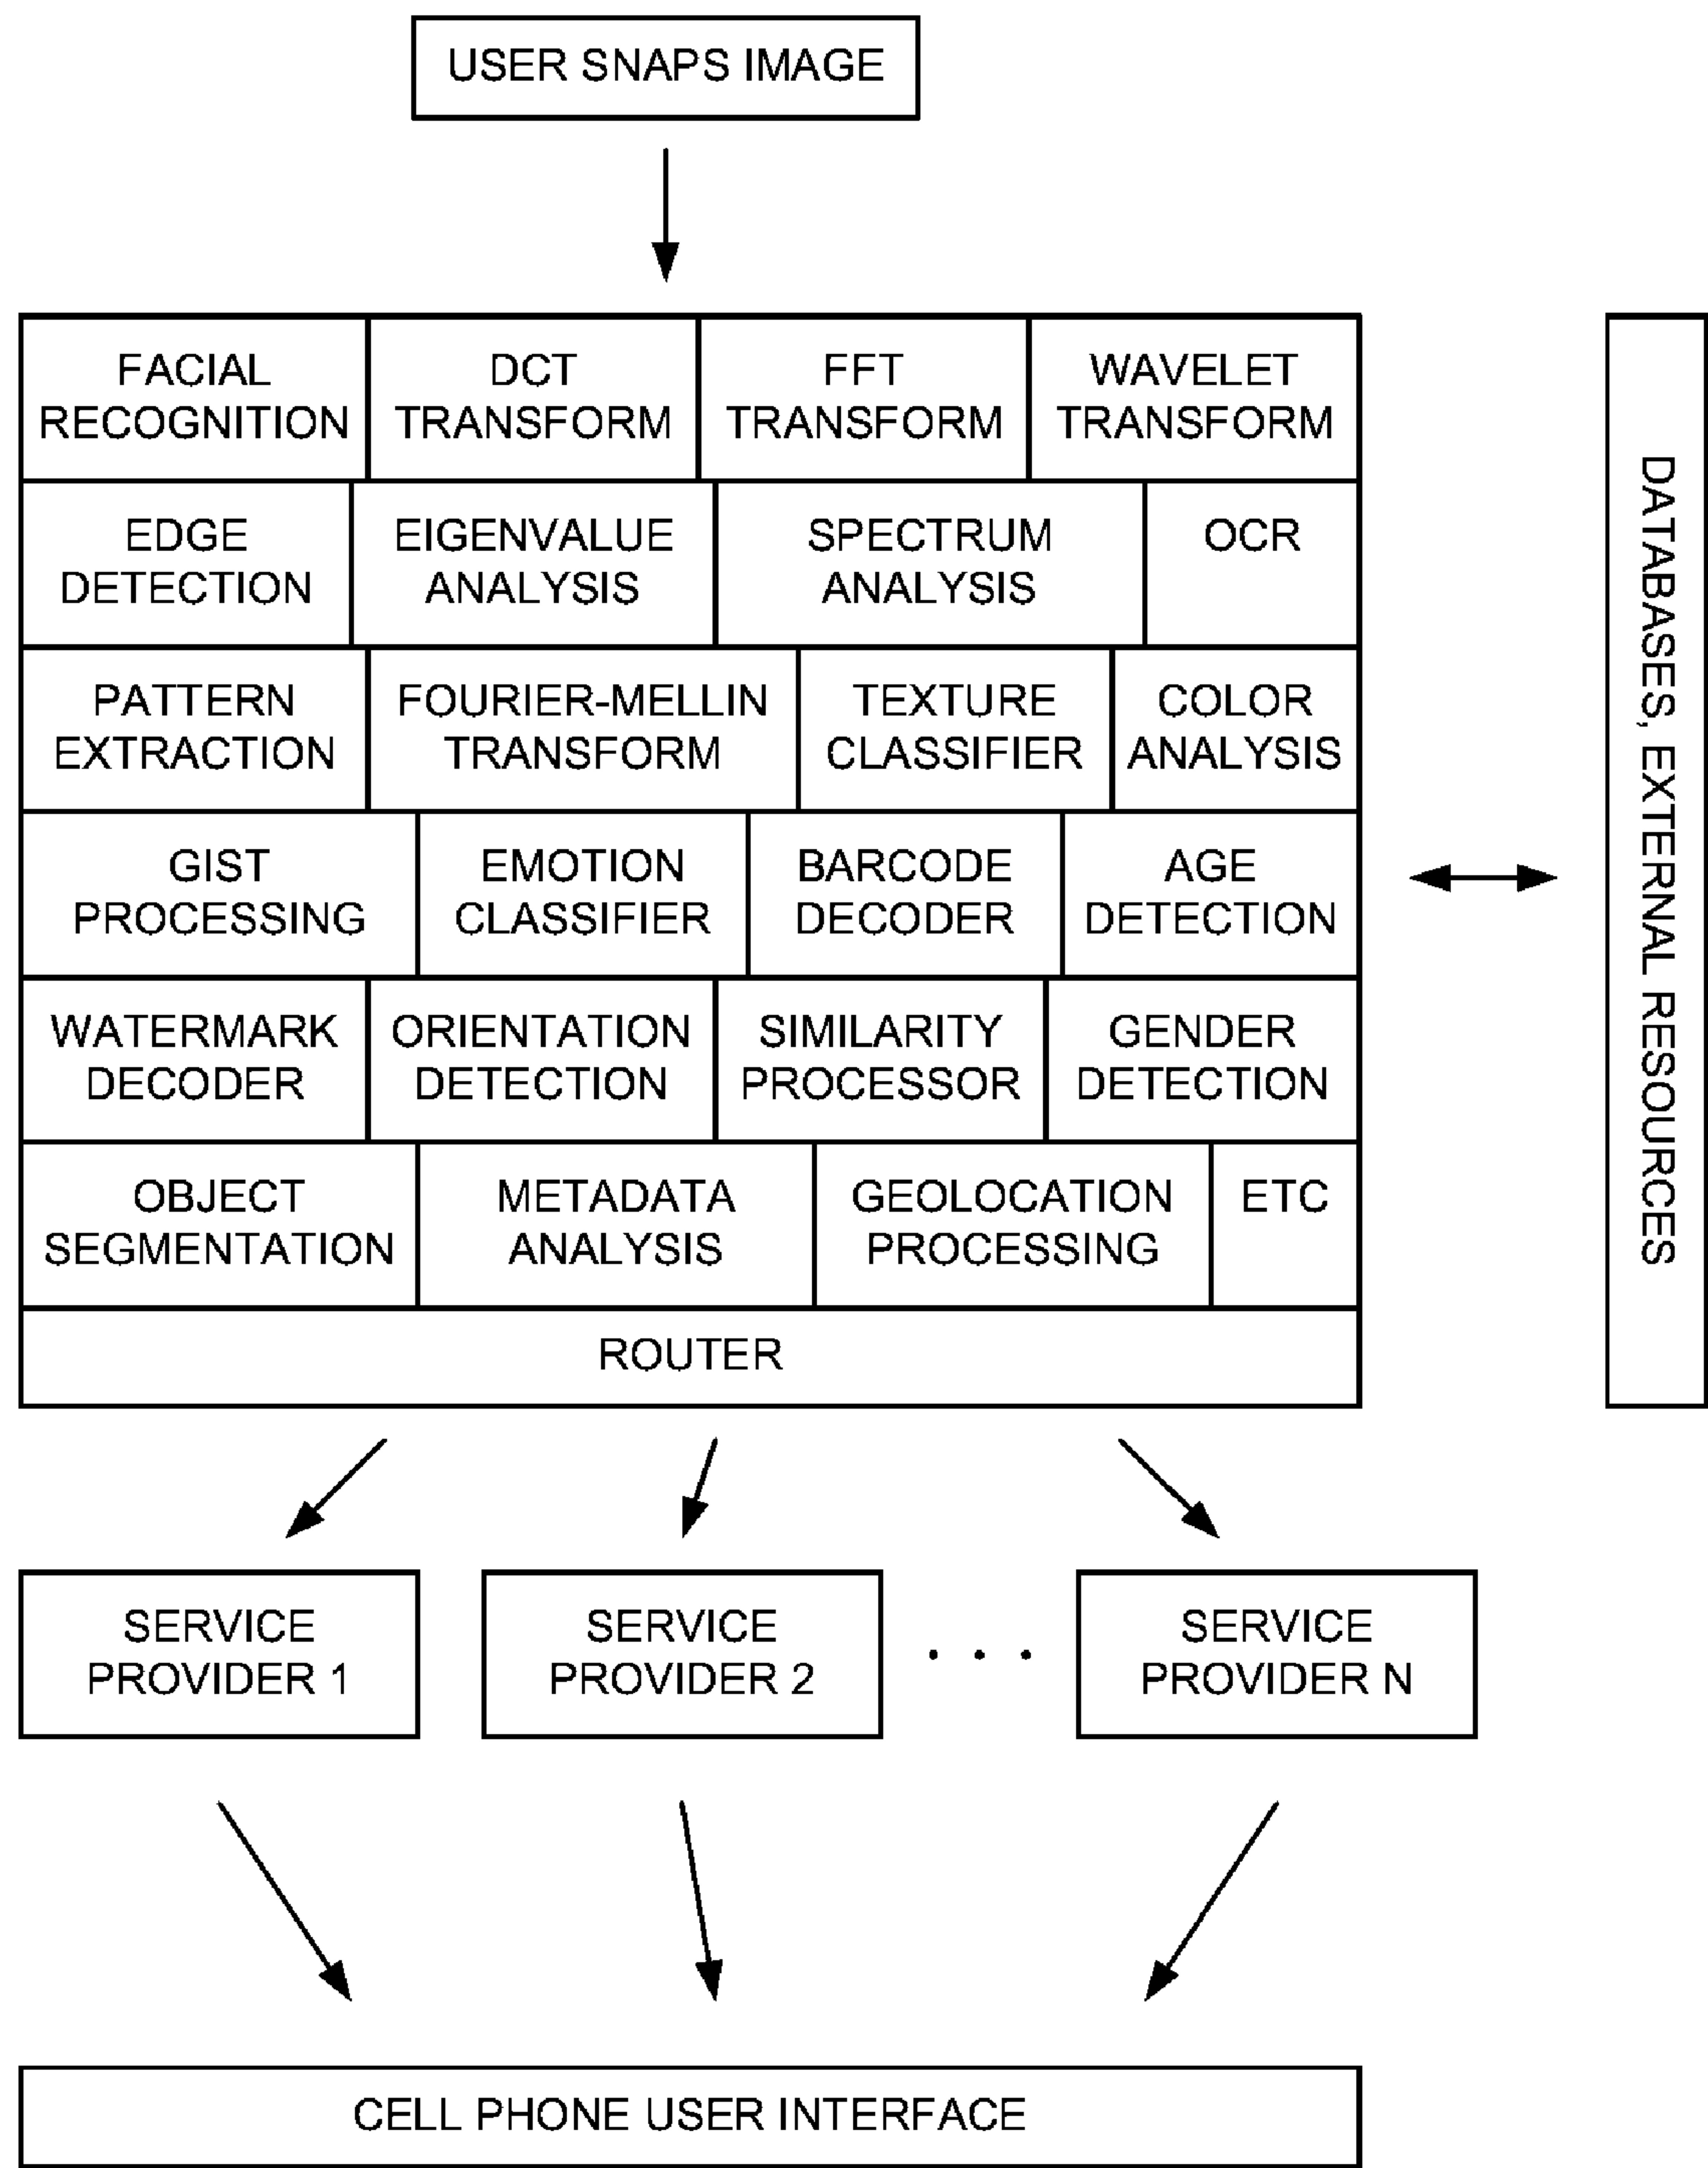 USER SNAPS IMAGE
FACIAL
RECOGNITION
DCT
TRANSFORM
FFT
TRANSFORM
WAVELET
TRANSFORM
EDGE
DETECTION
EIGENVALUE
ANALYSIS
SPECTRUM
ANALYSIS
OCR
PATTERN
EXTRACTION
FOURIER-MELLIN
TRANSFORM
TEXTURE
CLASSIFIER
COLOR
ANALYSIS
GIST
PROCESSING
EMOTION
CLASSIFIER
BARCODE
DECODER
AGE
DETECTION
WATERMARK
DECODER
ORIENTATION
DETECTION
SIMILARITY
PROCESSOR
GENDER
DETECTION
OBJECT
SEGMENTATION
METADATA
ANALYSIS
GEOLOCATION
PROCESSING
ETC
ROUTER
DATABASES, EXTERNAL RESOURCES
SERVICE
PROVIDER 1
SERVICE
PROVIDER 2
. . .
SERVICE
PROVIDER N
CELL PHONE USER INTERFACE